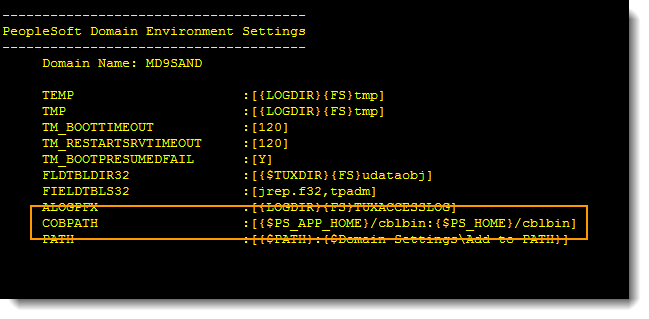 --------------------------------------
PeopleSoft Domain Environment Settings
--------------------------------------
Domain Name: MD9SAND
TEMP :[{LOGDIR}{FS}tmp]
TMP :[{LOGDIR}{FS}tmp]
TM_BOOTTIMEOUT :[120]
TM_RESTARTSRVTIMEOUT :[120]
TM_BOOTPRESUMEDFAIL :[Y]
FLDTBLDIR32 :[{$TUXDIR}{FS}udataobj]
FIELDTBLS32 :[jrep.f32,tpadm]
ALOGPFX :[{LOGDIR}{FS}TUXACCESSLOG]
COBPATH :[{$PS_APP_HOME}/cblbin:{$PS_HOME}/cblbin]
PATH :[{$PATH}:{$Domain Settings\Add to PATH}]